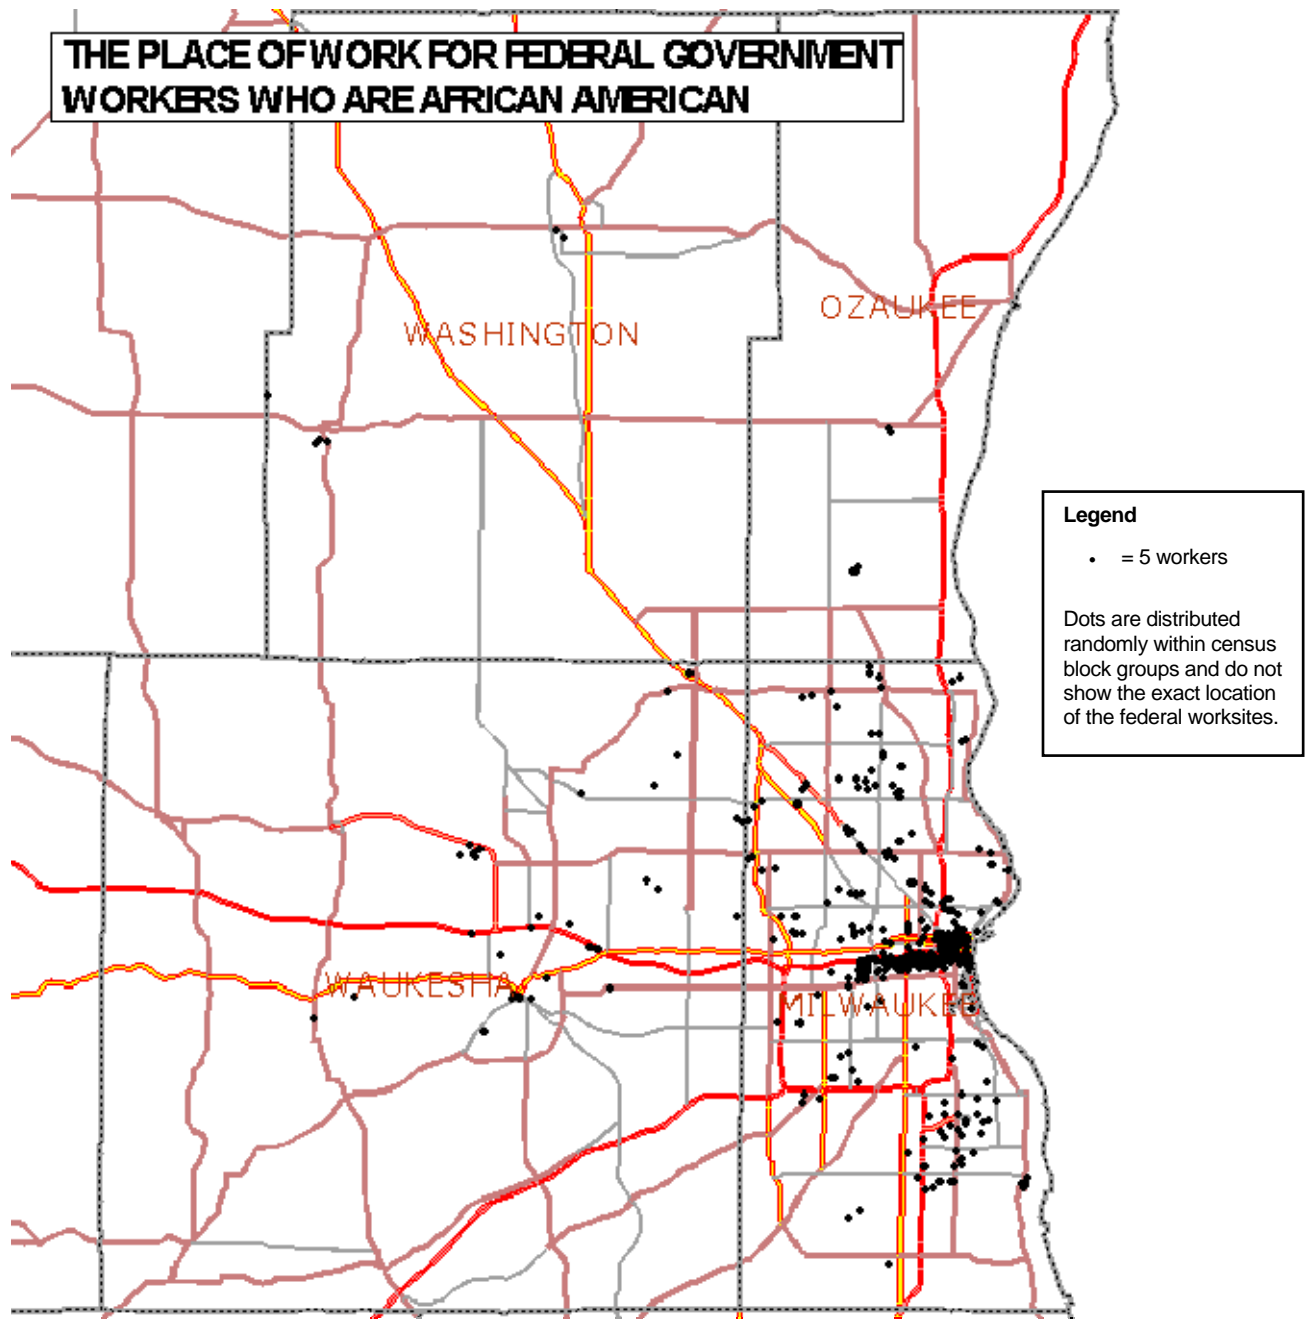 THE PLACE OF WORK FOR FEDERAL GOVERNMENT
WORKERS WHO ARE AFRICAN AMERICAN
OZAUKEE
WASHINGTON
Legend
• = 5 workers
Dots are distributed
randomly within census
block groups and do not
show the exact location
of the federal worksites.
WAUKESHA
MILWAUKEE